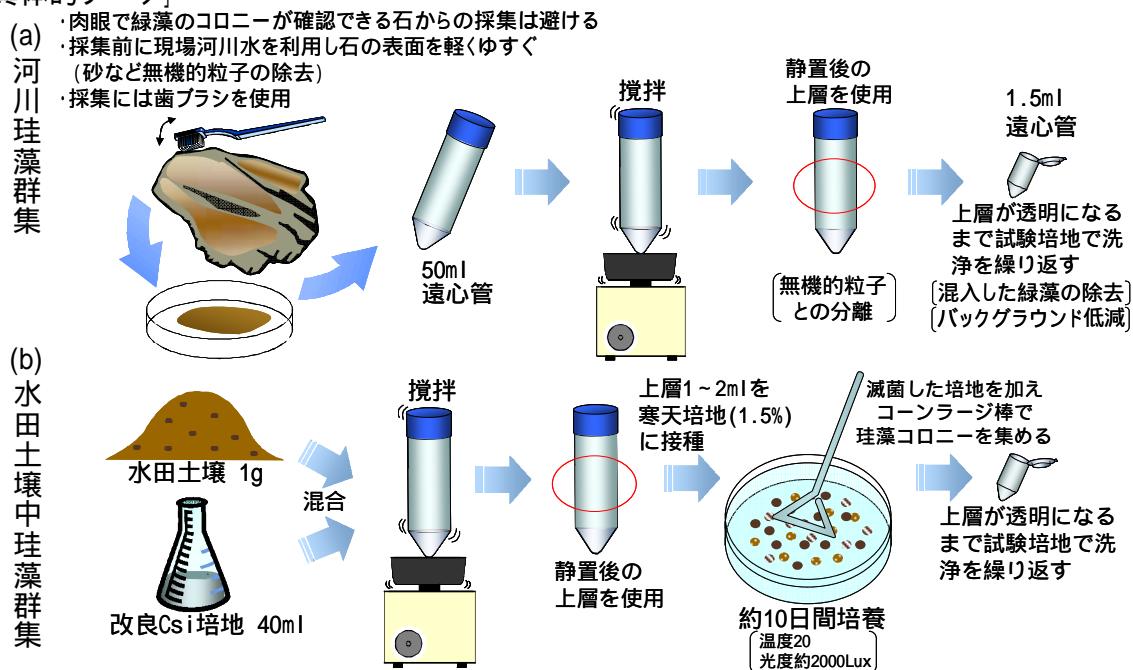 ・肉眼で緑藻のコロニーが確認できる石からの採集は避ける
・採集前に現場河川水を利用し石の表面を軽くゆすぐ
(砂など無機的粒子の除去)
・採集には歯ブラシを使用
(a)
河川珪藻群集
50ml
遠心管
撹拌
静置後の
上層を使用
無機的粒子
との分離
1.5ml
遠心管
上層が透明になる
まで試験培地で洗
浄を繰り返す
混入した緑藻の除去
バックグラウンド低減
(b)
水田土壌中珪藻群集
水田土壌 1g
改良Csi培地 40ml
混合
撹拌
静置後の
上層を使用
上層1~2mlを
寒天培地(1.5%)
に接種
約10日間培養
温度20
光度約2000Lux
滅菌した培地を加え
コーンラージ棒で
珪藻コロニーを集める
上層が透明になる
まで試験培地で洗
浄を繰り返す